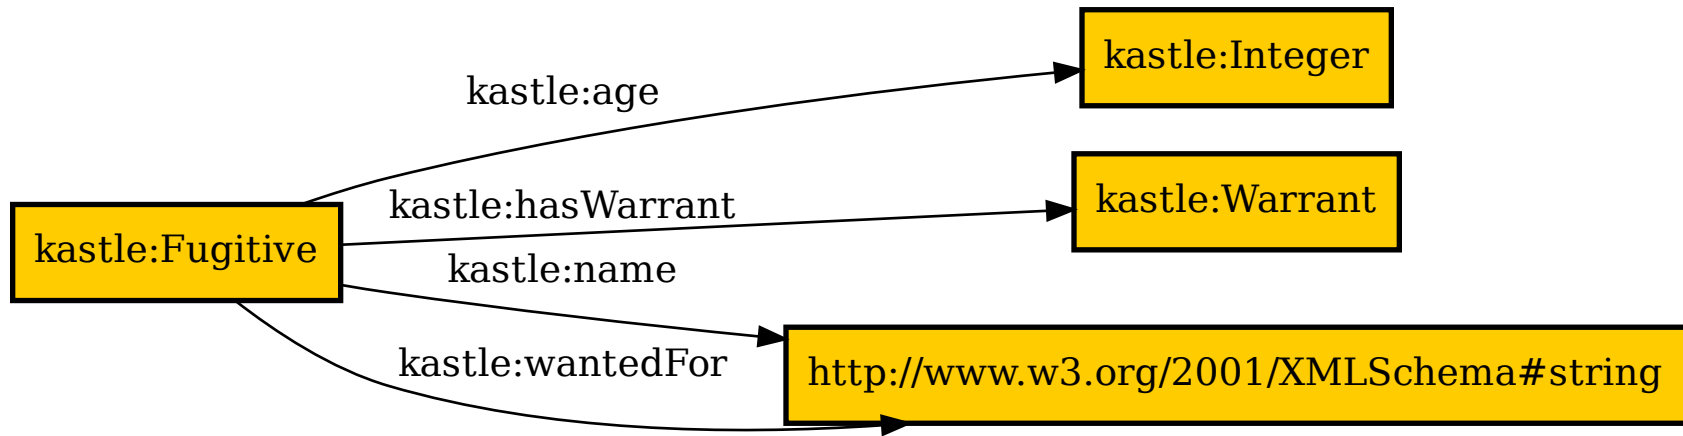 kastle:Integer
kastle:age
kastle:Warrant
kastle:hasWarrant
kastle:Fugitive
kastle:name
kastle:wantedFor
http://www.w3.org/2001/XMLSchema#string